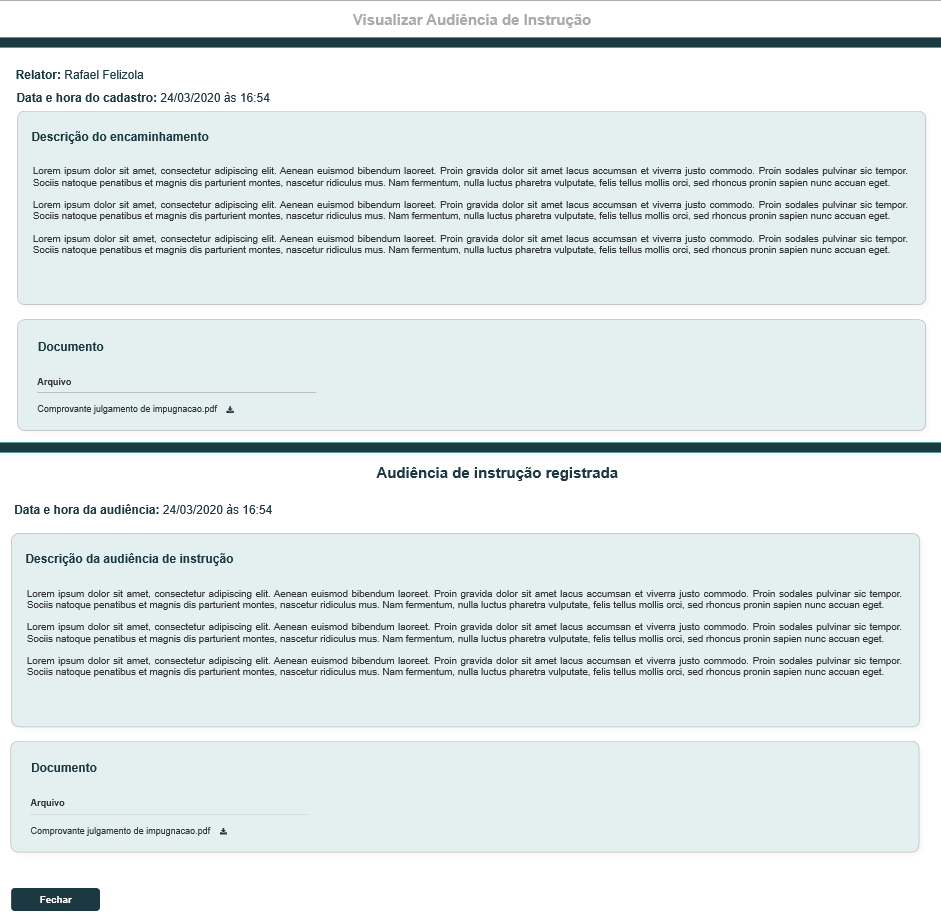 Visualizar Audiência de Instrução
Relator: Rafael Felizola
Data e hora do cadastro: 24/03/2020 às 16:54
Descrição do encaminhamento
Lorem ipsum dolor sit amet, consectetur adipiscing elit. Aenean euismod bibendum laoreet. Proin gravida dolor sit amet lacus accumsan et viverra justo commodo. Proin sodales pulvinar sic tempor.
Sociis natoque penatibus et magnis dis parturient montes, nascetur ridiculus mus. Nam fermentum, nulla luctus pharetra vulputate, felis tellus mollis orci, sed rhoncus pronin sapien nunc accuan eget.
Lorem ipsum dolor sit amet, consectetur adipiscing elit. Aenean euismod bibendum laoreet. Proin gravida dolor sit amet lacus accumsan et viverra justo commodo. Proin sodales pulvinar sic tempor.
Sociis natoque penatibus et magnis dis parturient montes, nascetur ridiculus mus. Nam fermentum, nulla luctus pharetra vulputate, felis tellus mollis orci, sed rhoncus pronin sapien nunc accuan eget.
Lorem ipsum dolor sit amet, consectetur adipiscing elit. Aenean euismod bibendum laoreet. Proin gravida dolor sit amet lacus accumsan et viverra justo commodo. Proin sodales pulvinar sic tempor.
Sociis natoque penatibus et magnis dis parturient montes, nascetur ridiculus mus. Nam fermentum, nulla luctus pharetra vulputate, felis tellus mollis orci, sed rhoncus pronin sapien nunc accuan eget.
Documento
Arquivo
Comprovante julgamento de impugnacao.pdf
Audiência de instrução registrada
Data e hora da audiência: 24/03/2020 às 16:54
Descrição da audiência de instrução
Lorem ipsum dolor sit amet, consectetur adipiscing elit. Aenean euismod bibendum laoreet. Proin gravida dolor sit amet lacus accumsan et viverra justo commodo. Proin sodales pulvinar sic tempor.
Sociis natoque penatibus et magnis dis parturient montes, nascetur ridiculus mus. Nam fermentum, nulla luctus pharetra vulputate, felis tellus mollis orci, sed rhoncus pronin sapien nunc accuan eget.
Lorem ipsum dolor sit amet, consectetur adipiscing elit. Aenean euismod bibendum laoreet. Proin gravida dolor sit amet lacus accumsan et viverra justo commodo. Proin sodales pulvinar sic tempor.
Sociis natoque penatibus et magnis dis parturient montes, nascetur ridiculus mus. Nam fermentum, nulla luctus pharetra vulputate, felis tellus mollis orci, sed rhoncus pronin sapien nunc accuan eget.
Lorem ipsum dolor sit amet, consectetur adipiscing elit. Aenean euismod bibendum laoreet. Proin gravida dolor sit amet lacus accumsan et viverra justo commodo. Proin sodales pulvinar sic tempor.
Sociis natoque penatibus et magnis dis parturient montes, nascetur ridiculus mus. Nam fermentum, nulla luctus pharetra vulputate, felis tellus mollis orci, sed rhoncus pronin sapien nunc accuan eget.
Documento
Arquivo
Comprovante julgamento de impugnacao.pdf
Fechar